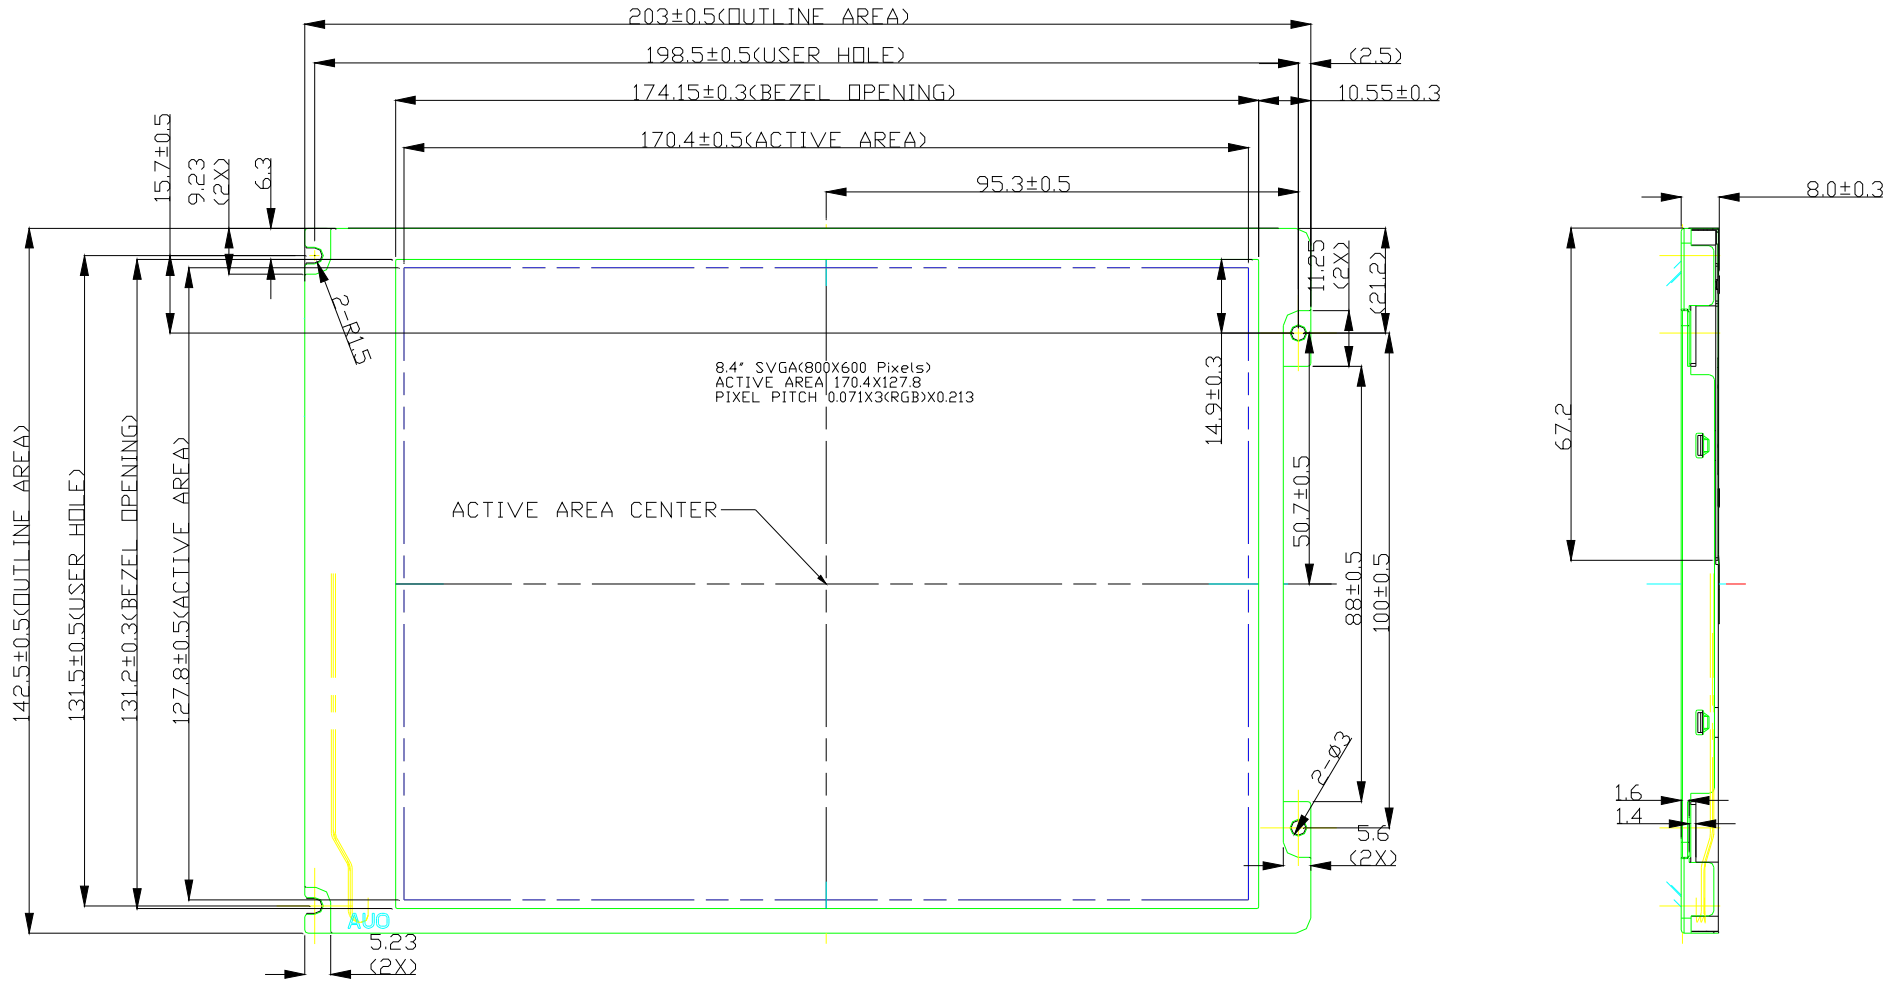 203±0.5(OUTLINE AREA)
198.5±0.5(USER HOLE)
(2.5)
174.15±0.3(BEZEL OPENING)
10.55±0.3
170.4±0.5(ACTIVE AREA)
95.3±0.5
15.7±0.5
9.23
(2X)
6.3
8.0±0.3
11.25
(2X)
(21.2)
2-R1.5
8.4" SVGA(800X600 Pixels)
ACTIVE AREA 170.4X127.8
PIXEL PITCH 0.071X3(RGB)X0.213
14.9±0.3
67.2
ACTIVE AREA CENTER
50.7±0.5
88±0.5
100±0.5
142.5±0.5(OUTLINE AREA)
131.5±0.5(USER HOLE)
131.2±0.3(BEZEL OPENING)
127.8±0.5(ACTIVE AREA)
2-Ø3
1.6
1.4
5.6
(2X)
AUO
5.23
(2X)